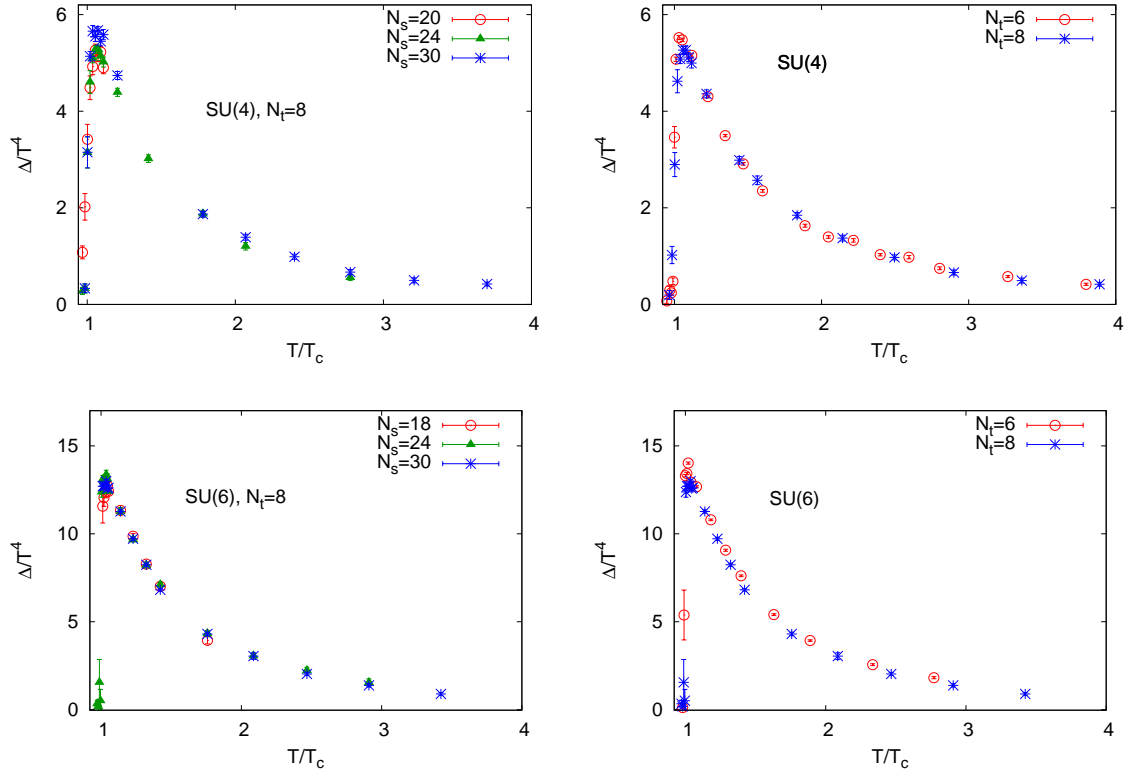 Δ/T⁴
6
4
2
0
1
2
3
4
T/T_c
SU(4), N_t=8
N_s=20
N_s=24
N_s=30
Δ/T⁴
6
4
2
0
1
2
3
4
T/T_c
SU(4)
N_t=6
N_t=8
Δ/T⁴
15
10
5
0
1
2
3
4
T/T_c
SU(6), N_t=8
N_s=18
N_s=24
N_s=30
Δ/T⁴
15
10
5
0
1
2
3
4
T/T_c
SU(6)
N_t=6
N_t=8